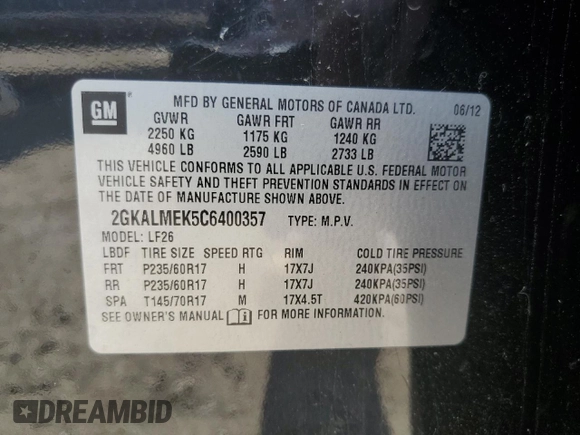 GM
MFD BY GENERAL MOTORS OF CANADA LTD. 06/12
GVWR GAWR FRT GAWR RR
2250 KG 1175 KG 1240 KG
4960 LB 2590 LB 2733 LB
THIS VEHICLE CONFORMS TO ALL APPLICABLE U.S. FEDERAL MOTOR
VEHICLE SAFETY AND THEFT PREVENTION STANDARDS IN EFFECT ON
THE DATE OF MANUFACTURE SHOWN ABOVE.
2GKALMEK5C6400357 TYPE: M.P.V.
MODEL: LF26
LBDF TIRE SIZE SPEED RTG RIM COLD TIRE PRESSURE
FRT P235/60R17 H 17X7J 240KPA(35PSI)
RR P235/60R17 H 17X7J 240KPA(35PSI)
SPA T145/70R17 M 17X4.5T 420KPA(60PSI)
SEE OWNER'S MANUAL FOR MORE INFORMATION.
DREAMBID